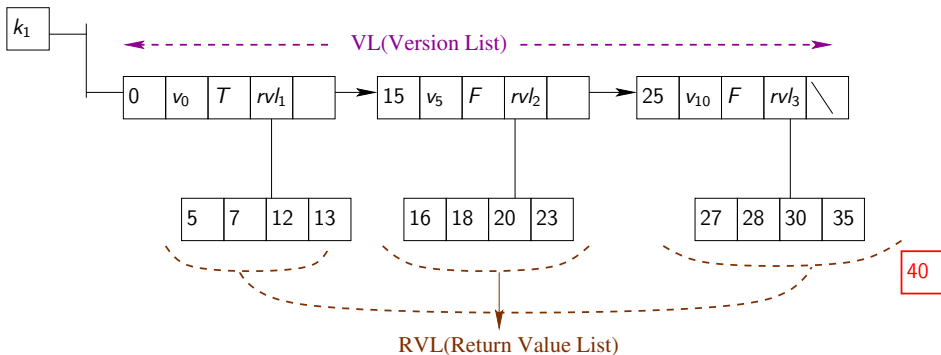 k1
VL(Version List)
0 v0 T rvl1 15 v5 F rvl2 25 v10 F rvl3
5 7 12 13 16 18 20 23 27 28 30 35
40
RVL(Return Value List)